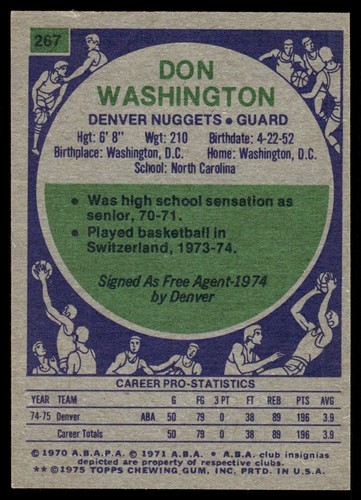 267
DON
WASHINGTON
DENVER NUGGETS • GUARD
Hgt: 6' 8" Wgt: 210 Birthdate: 4-22-52
Birthplace: Washington, D.C. Home: Washington, D.C.
School: North Carolina
• Was high school sensation as
senior, 70-71.
• Played basketball in
Switzerland, 1973-74.
Signed As Free Agent-1974
by Denver
CAREER PRO-STATISTICS
YEAR TEAM G FG 3 PT FT REB PTS AVG
74-75 Denver ABA 50 79 0 38 89 196 3.9
Career Totals 50 79 0 38 89 196 3.9
© 1970 A.B.A.P.A. © 1971 A.B.A. • A.B.A. club insignias
depicted are property of respective clubs.
** © 1975 TOPPS CHEWING GUM, INC. PRTD. IN U.S.A.